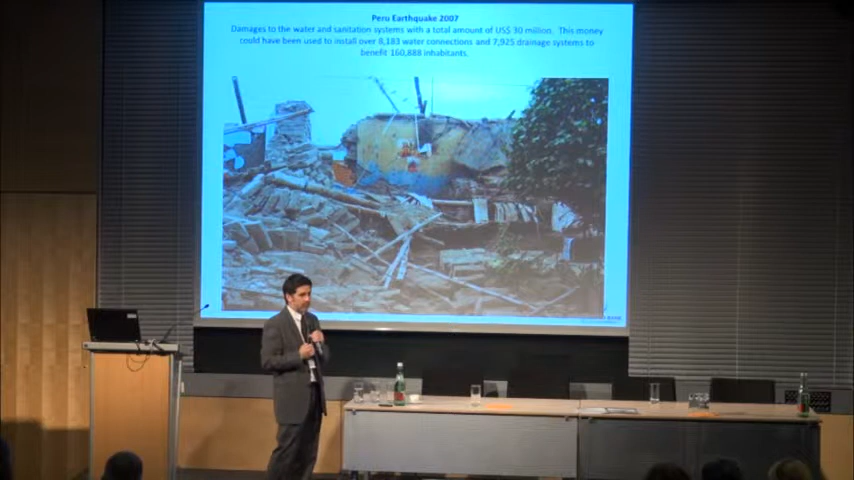 Peru Earthquake 2007
Damages to the water and sanitation systems with a total amount of US$ 30 million. This money
could have been used to install over 8,183 water connections and 7,925 drainage systems to
benefit 160,888 inhabitants.